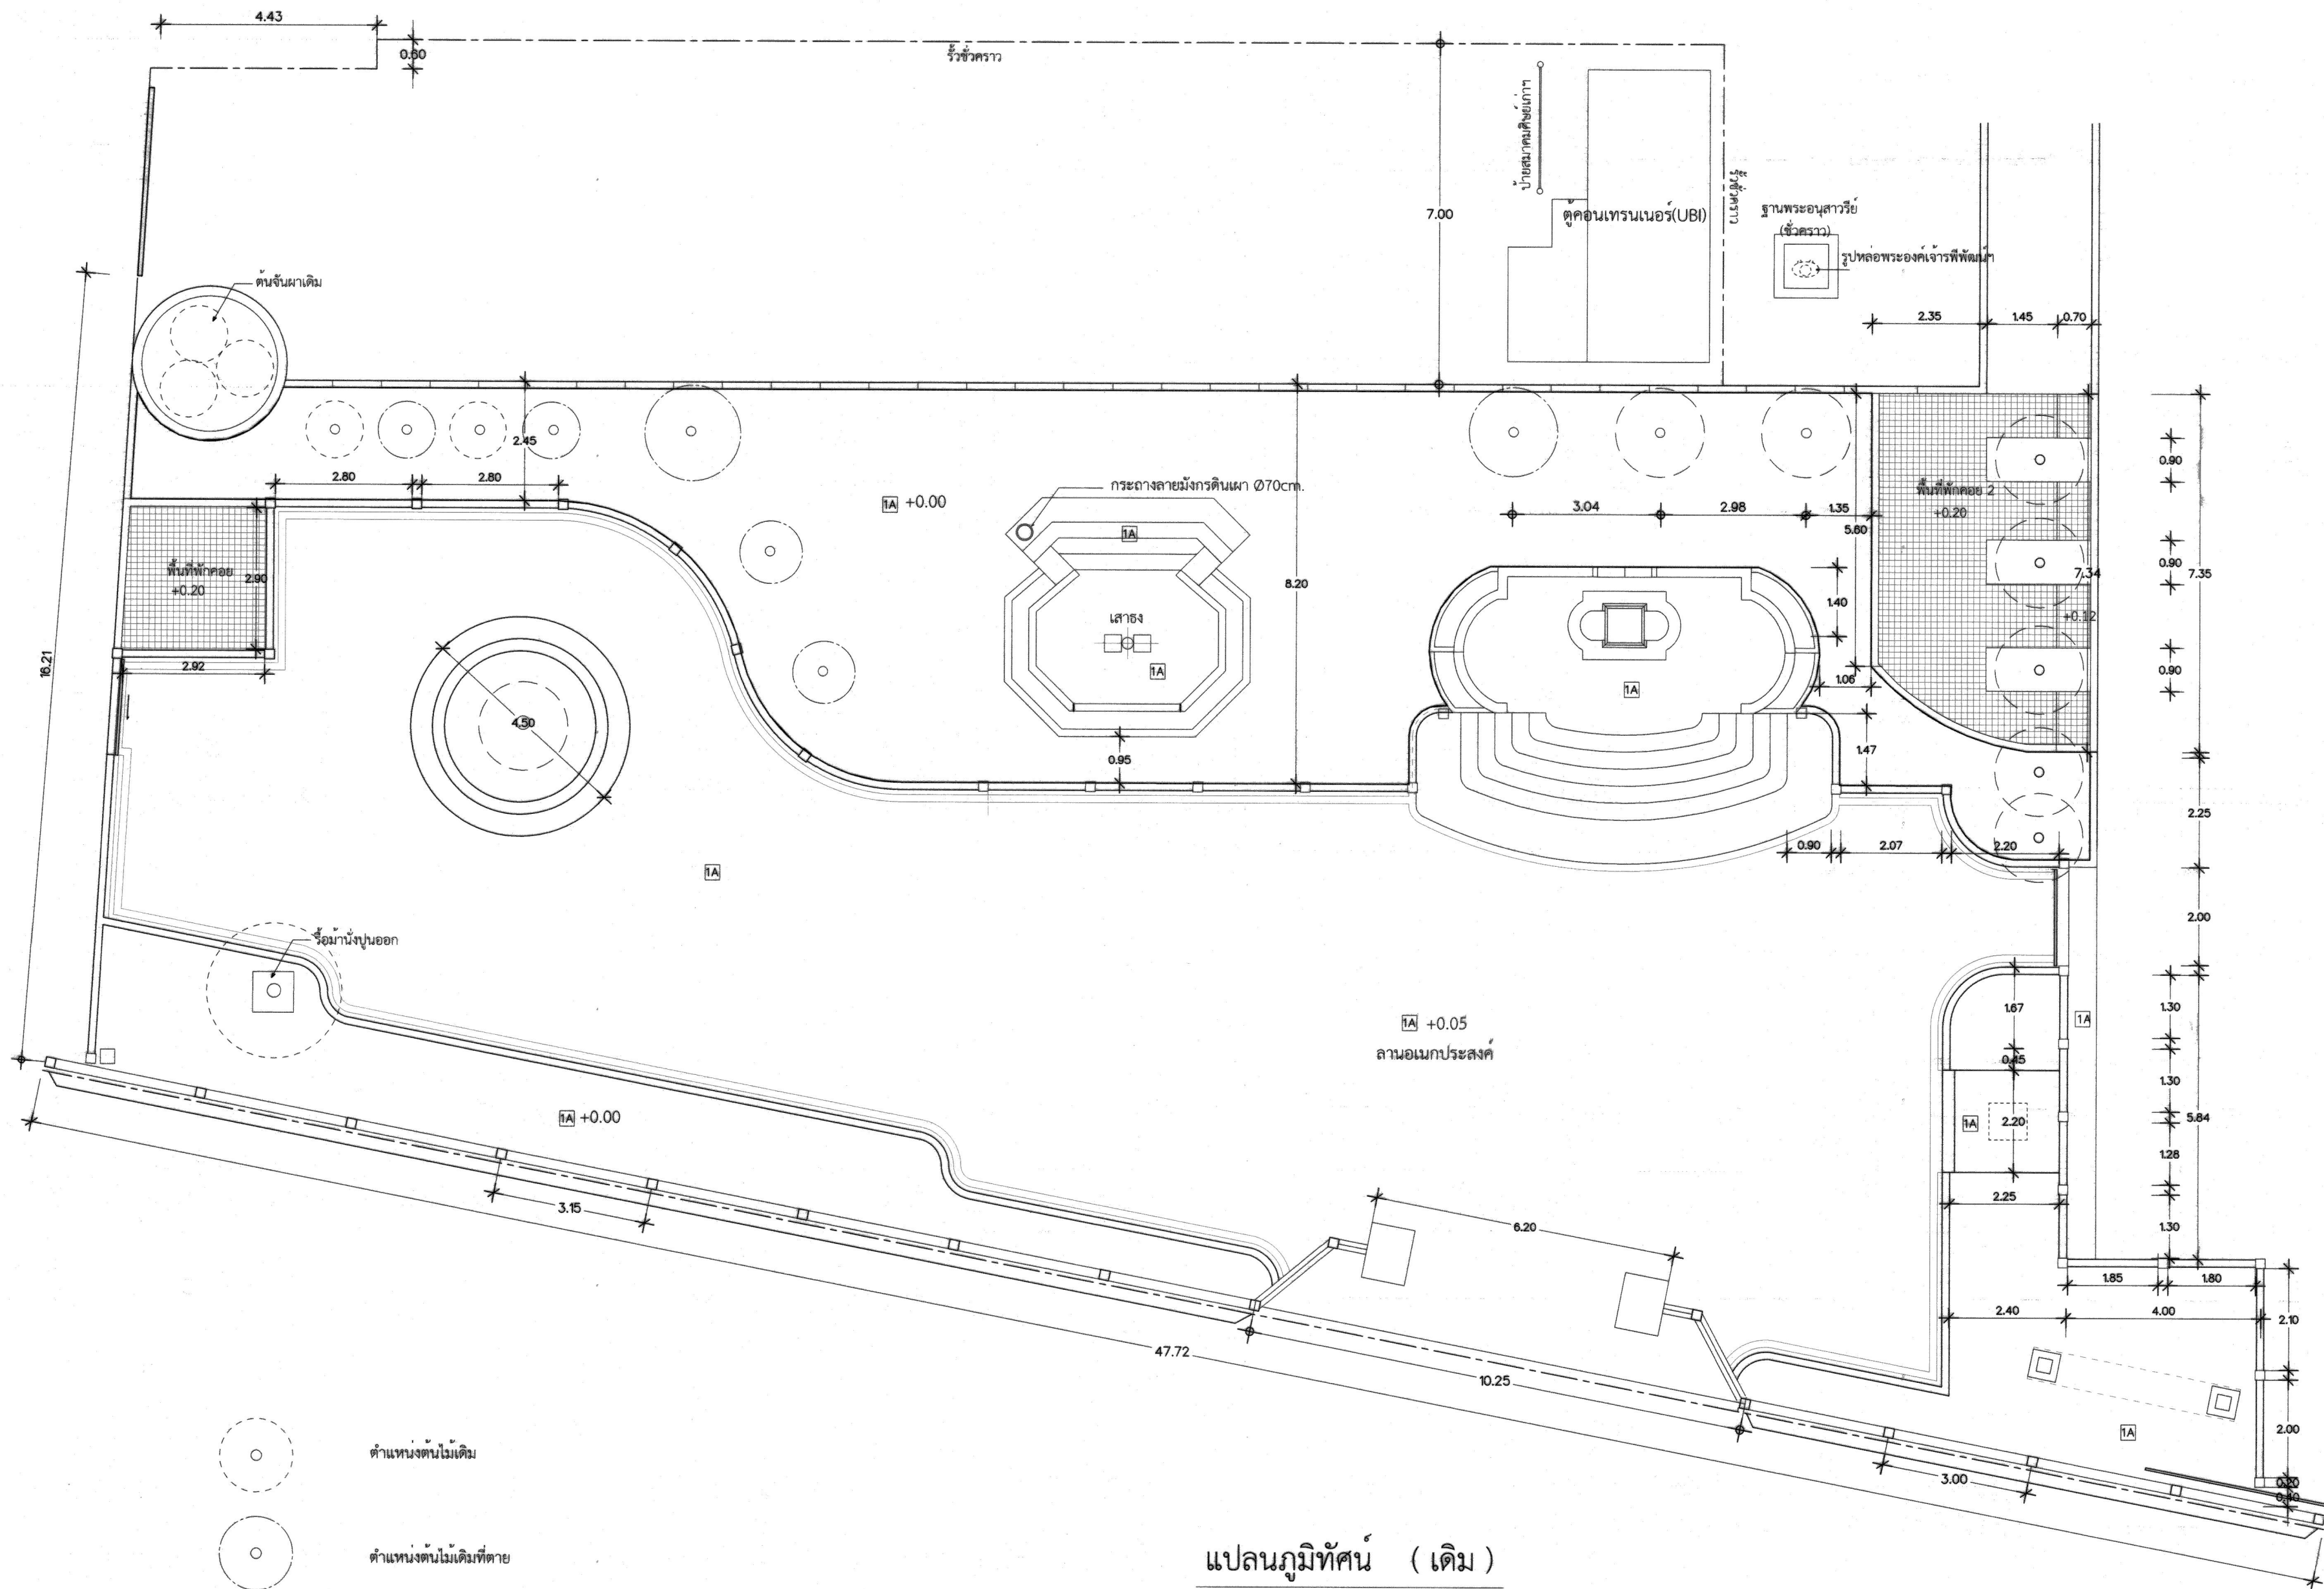 4.43
0.60
รั้วชั่วคราว
ป้ายสมาคมศิษย์เก่าฯ
7.00
ตู้คอนเทรนเนอร์(UBI)
รั้วชั่วคราว
ฐานพระอนุสาวรีย์
(ชั่วคราว)
รูปหล่อพระองค์เจ้ารพีพัฒน์ฯ
ต้นจันผาเดิม
2.35
1.45
0.70
2.45
2.80
2.80
กระถางลายมังกรดินเผา Ø70cm.
1A +0.00
1A
3.04
2.98
1.35
5.60
พื้นที่พักคอย 2
+0.20
0.90
พื้นที่พักคอย
+0.20
2.90
8.20
0.90
7.34
7.35
1.40
+0.12
เสาธง
16.21
2.92
1A
1A
1.06
0.90
4.50
0.95
1.47
2.25
0.90
2.07
2.20
1A
2.00
รื้อม้านั่งปูนออก
1A +0.05
ลานอเนกประสงค์
1.67
1A
1.30
0.45
1.30
1A +0.00
1A
2.20
5.84
1.28
2.25
3.15
6.20
1.30
1.85
1.80
2.40
4.00
2.10
47.72
10.25
1A
2.00
3.00
0.20
0.40
ตำแหน่งต้นไม้เดิม
ตำแหน่งต้นไม้เดิมที่ตาย
แปลนภูมิทัศน์ ( เดิม )